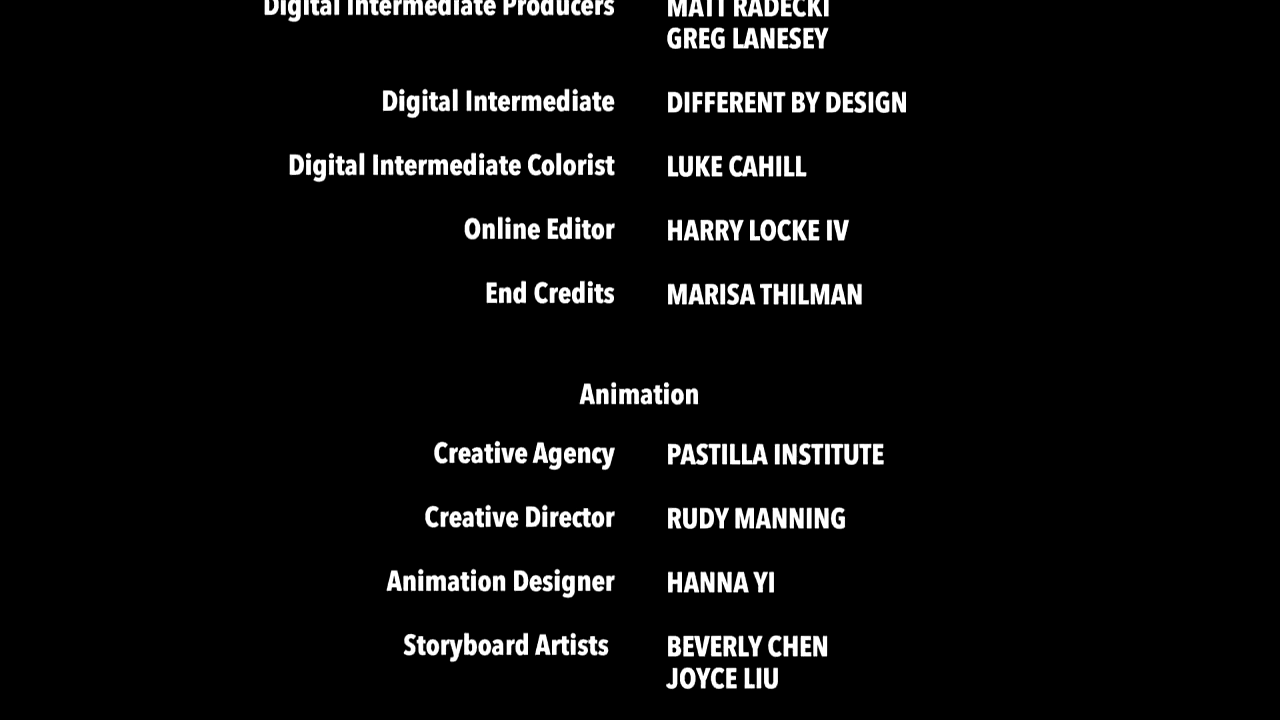 Digital Intermediate Producers MATT RADECKI
GREG LANESEY
Digital Intermediate DIFFERENT BY DESIGN
Digital Intermediate Colorist LUKE CAHILL
Online Editor HARRY LOCKE IV
End Credits MARISA THILMAN
Animation
Creative Agency PASTILLA INSTITUTE
Creative Director RUDY MANNING
Animation Designer HANNA YI
Storyboard Artists BEVERLY CHEN
JOYCE LIU